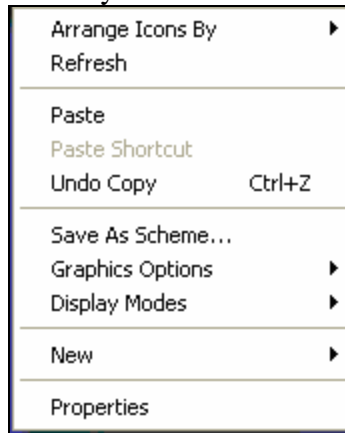 Arrange Icons By
Refresh
Paste
Paste Shortcut
Undo Copy Ctrl+Z
Save As Scheme...
Graphics Options
Display Modes
New
Properties